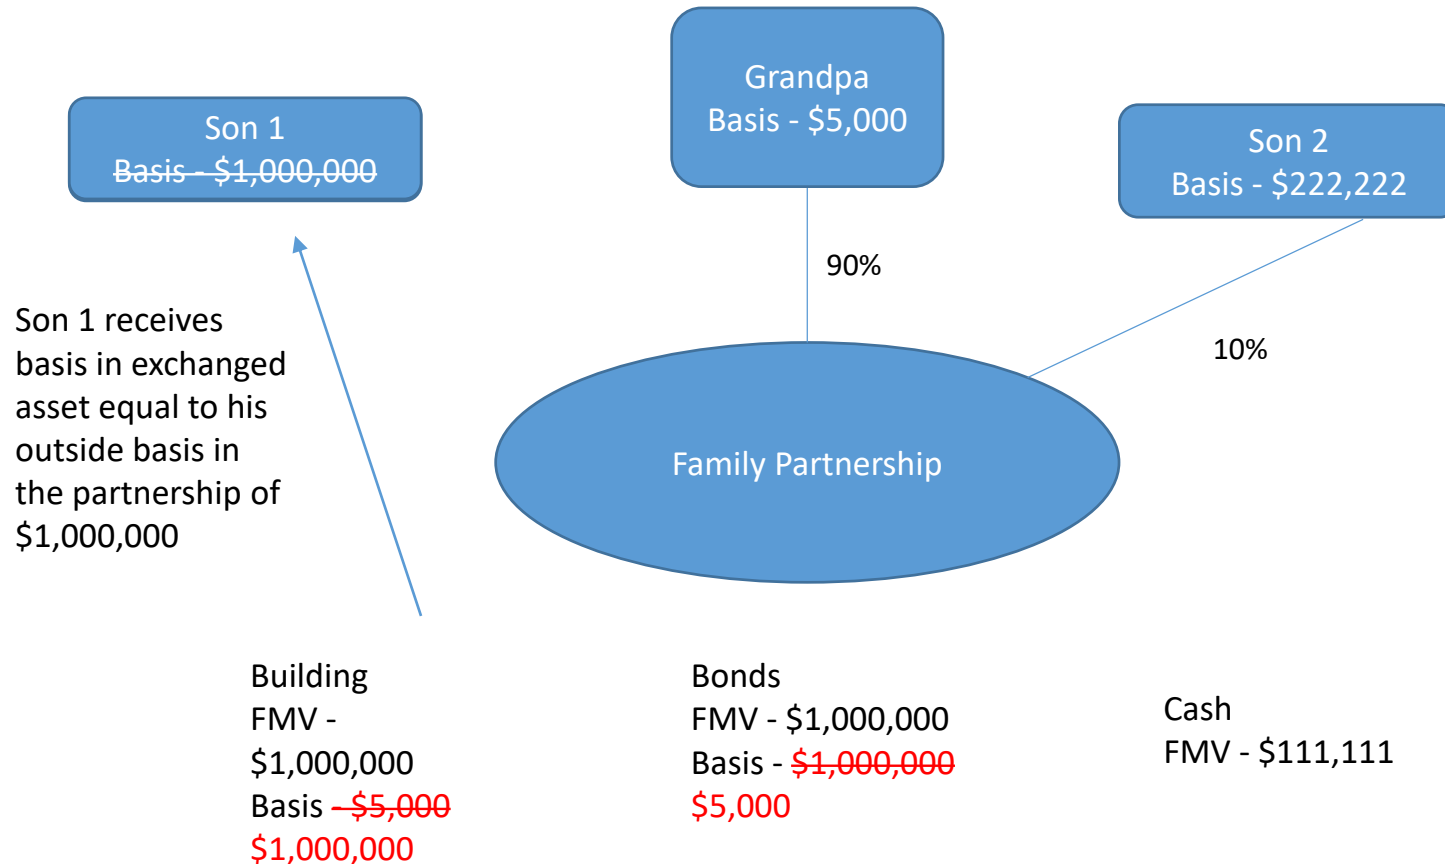 Grandpa
Basis - $5,000
Son 1
Basis - $1,000,000
Son 2
Basis - $222,222
90%
10%
Son 1 receives
basis in exchanged
asset equal to his
outside basis in
the partnership of
$1,000,000
Family Partnership
Building
FMV -
$1,000,000
Basis - $5,000
$1,000,000
Bonds
FMV - $1,000,000
Basis - $1,000,000
$5,000
Cash
FMV - $111,111